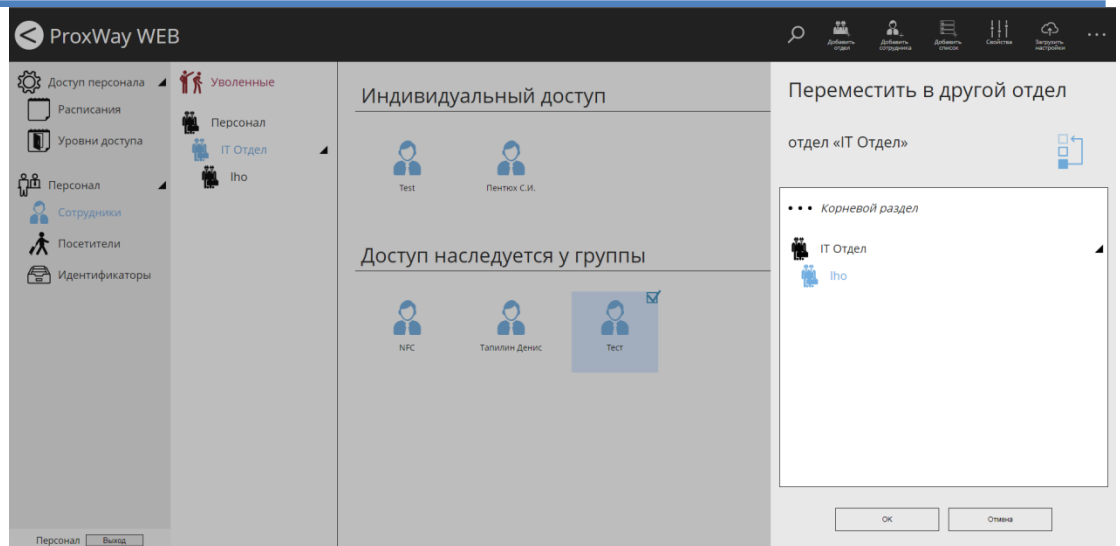 ProxWay WEB
Добавить отдел
Добавить сотрудника
Добавить список
Свойства
Загрузить настройки
Доступ персонала
Расписания
Уровни доступа
Персонал
Сотрудники
Посетители
Идентификаторы
Персонал
Выход
Уволенные
Персонал
IT Отдел
Iho
Индивидуальный доступ
Test
Пентюх С.И.
Доступ наследуется у группы
NFC
Тапилин Денис
Тест
Переместить в другой отдел
отдел «IT Отдел»
Корневой раздел
IT Отдел
Iho
OK
Отмена